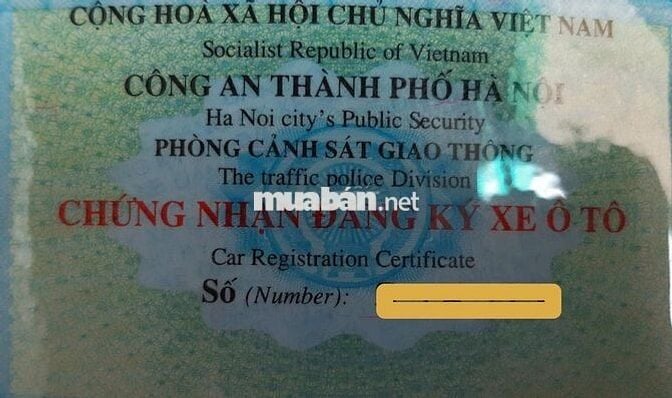 CỘNG HOÀ XÃ HỘI CHỦ NGHĨA VIỆT NAM
Socialist Republic of Vietnam
CÔNG AN THÀNH PHỐ HÀ NỘI
Ha Noi city's Public Security
PHÒNG CẢNH SÁT GIAO THÔNG
The traffic police Division
muabán.net
CHỨNG NHẬN ĐĂNG KÝ XE Ô TÔ
Car Registration Certificate
Số (Number):